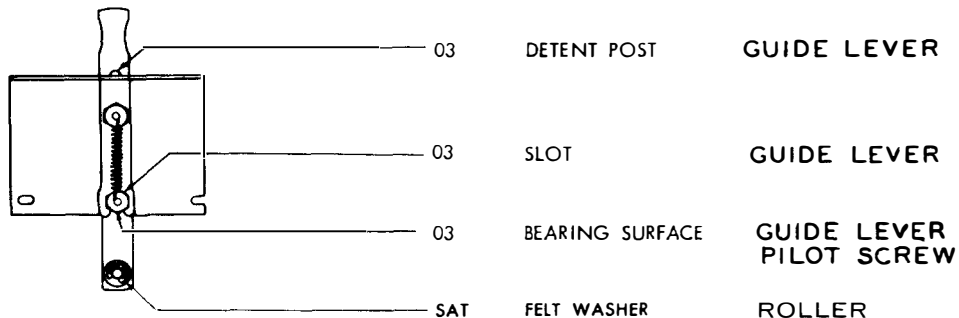 03 DETENT POST GUIDE LEVER
03 SLOT GUIDE LEVER
03 BEARING SURFACE GUIDE LEVER
PILOT SCREW
SAT FELT WASHER ROLLER